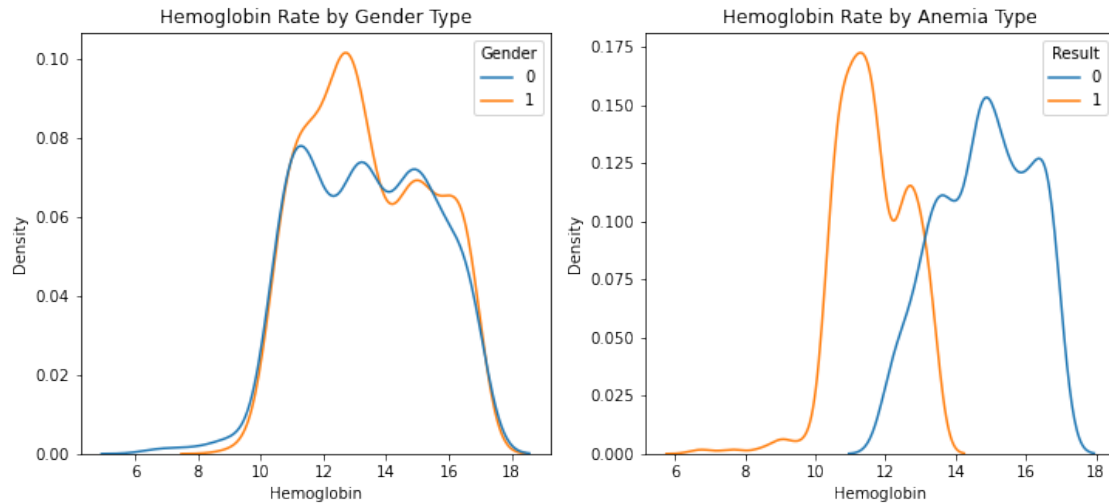 Hemoglobin Rate by Gender Type
0.10
0.08
0.06
0.04
0.02
0.00
Density
Gender
0
1
6 8 10 12 14 16 18
Hemoglobin
Hemoglobin Rate by Anemia Type
0.175
0.150
0.125
0.100
0.075
0.050
0.025
0.000
Density
Result
0
1
6 8 10 12 14 16 18
Hemoglobin